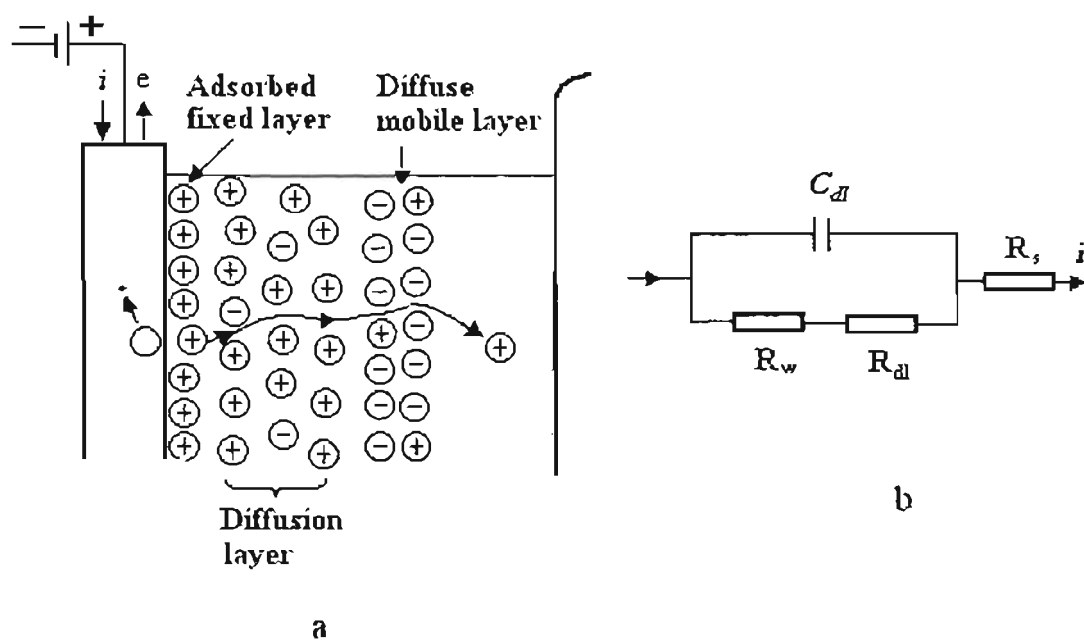 − +
i e
Adsorbed
fixed layer
Diffuse
mobile layer
Diffusion
layer
a
C_dl
R_s
i
R_w
R_dl
b